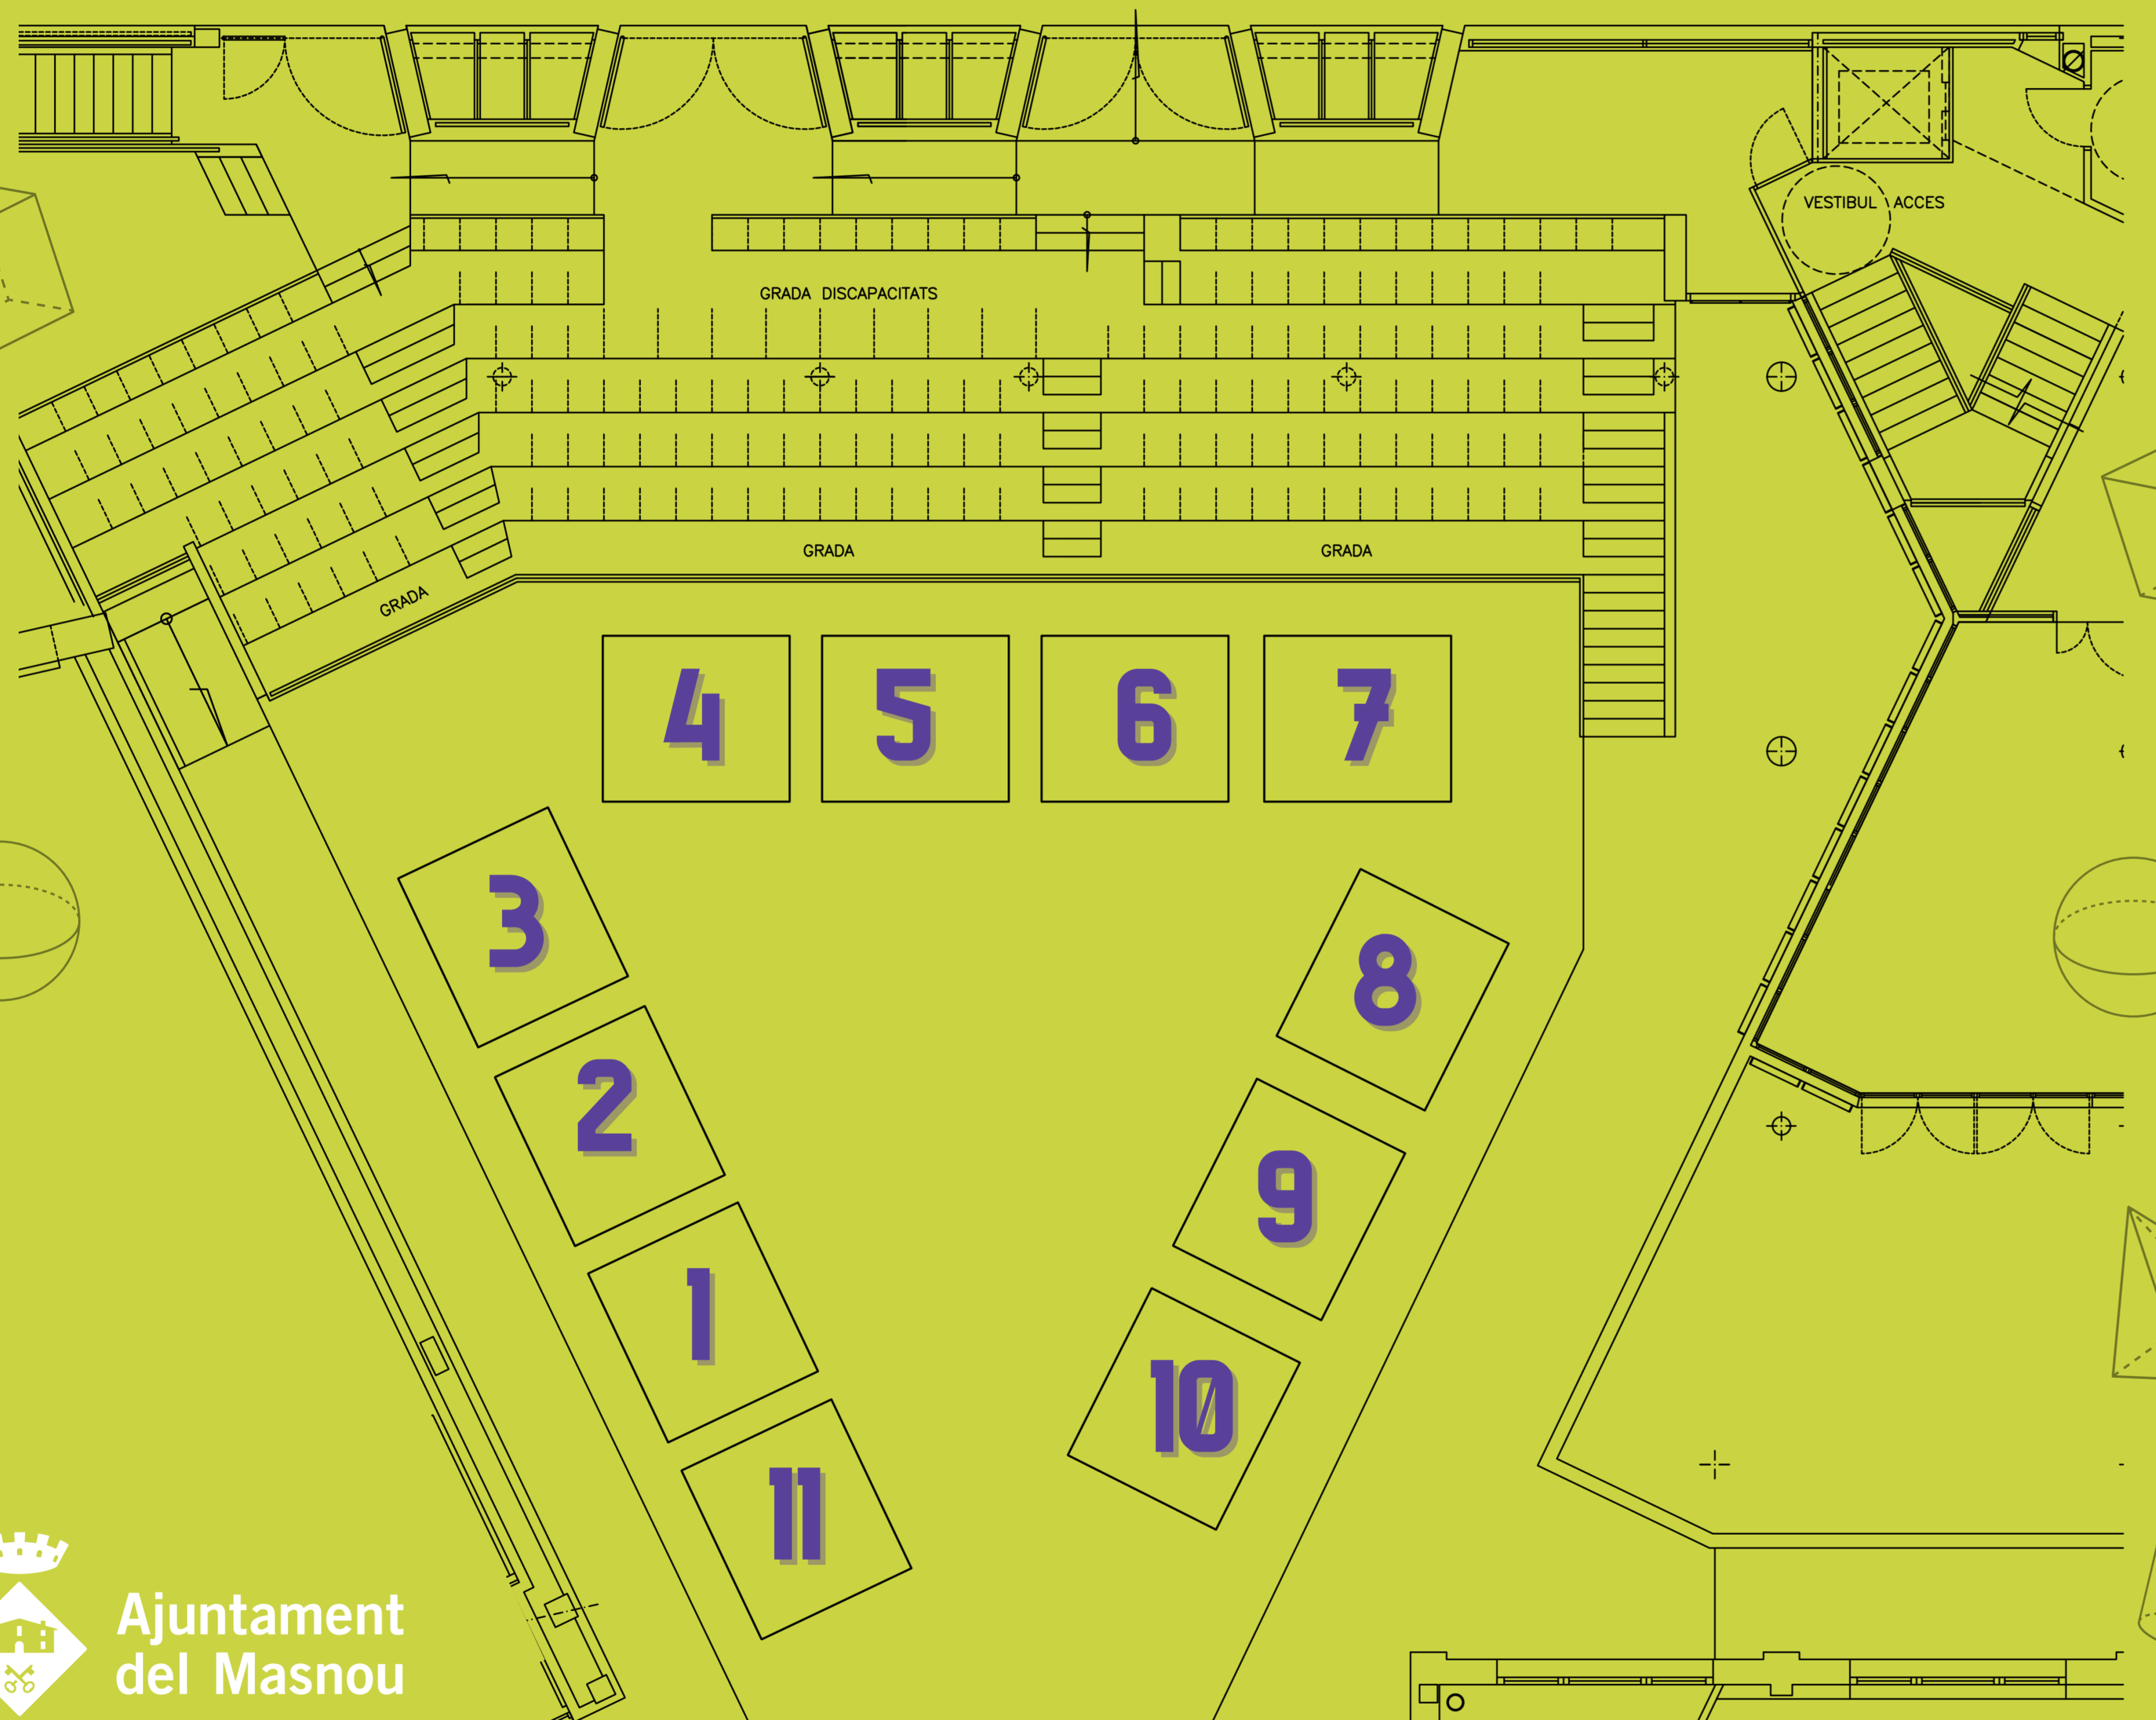 VESTIBUL ACCES
GRADA DISCAPACITATS
GRADA
GRADA
GRADA
4
5
6
7
3
8
2
9
1
10
11
Ajuntament
del Masnou